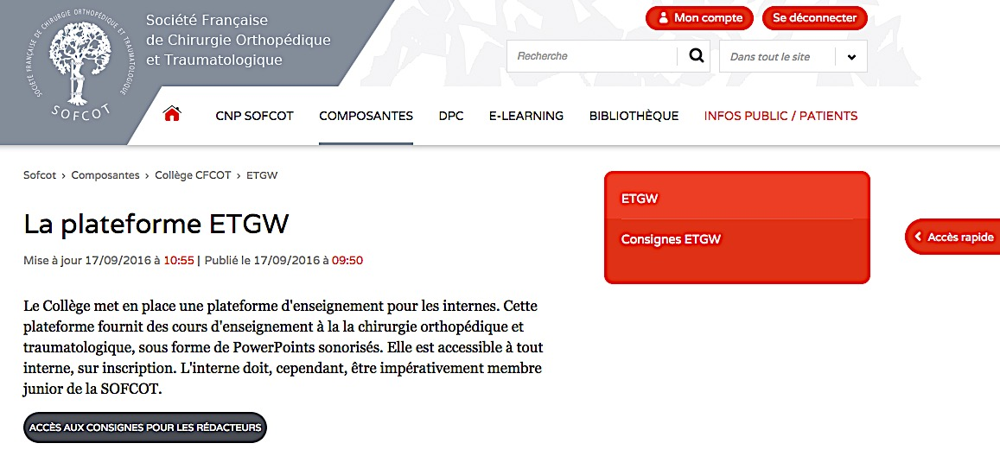 Société Française
de Chirurgie Orthopédique
et Traumatologique
SOCIÉTÉ FRANÇAISE DE CHIRURGIE ORTHOPÉDIQUE ET TRAUMATOLOGIQUE
SOFCOT
Mon compte
Se déconnecter
Recherche
Dans tout le site
CNP SOFCOT
COMPOSANTES
DPC
E-LEARNING
BIBLIOTHÈQUE
INFOS PUBLIC / PATIENTS
Sofcot › Composantes › Collège CFCOT › ETGW
La plateforme ETGW
Mise à jour 17/09/2016 à 10:55 | Publié le 17/09/2016 à 09:50
Le Collège met en place une plateforme d'enseignement pour les internes. Cette
plateforme fournit des cours d'enseignement à la la chirurgie orthopédique et
traumatologique, sous forme de PowerPoints sonorisés. Elle est accessible à tout
interne, sur inscription. L'interne doit, cependant, être impérativement membre
junior de la SOFCOT.
ACCÈS AUX CONSIGNES POUR LES RÉDACTEURS
ETGW
Consignes ETGW
Accès rapide